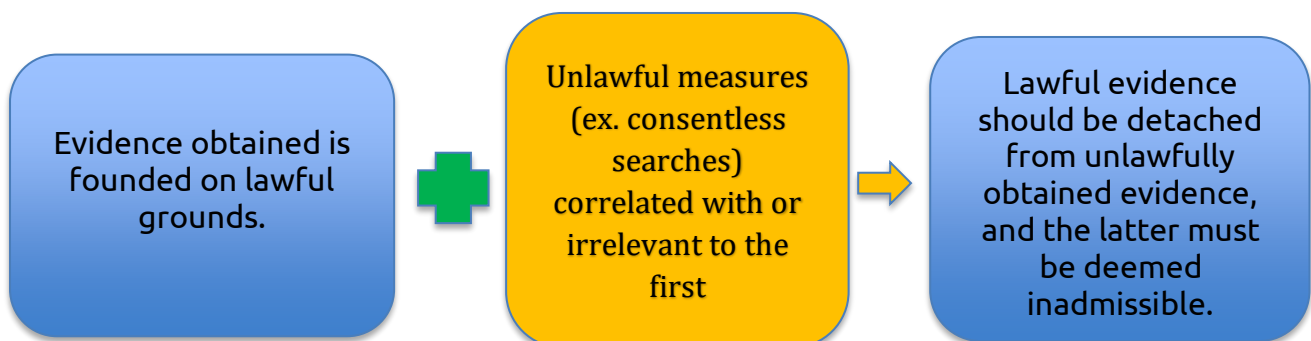 Evidence obtained is
founded on lawful
grounds.
Unlawful measures
(ex. consentless
searches)
correlated with or
irrelevant to the
first
Lawful evidence
should be detached
from unlawfully
obtained evidence,
and the latter must
be deemed
inadmissible.